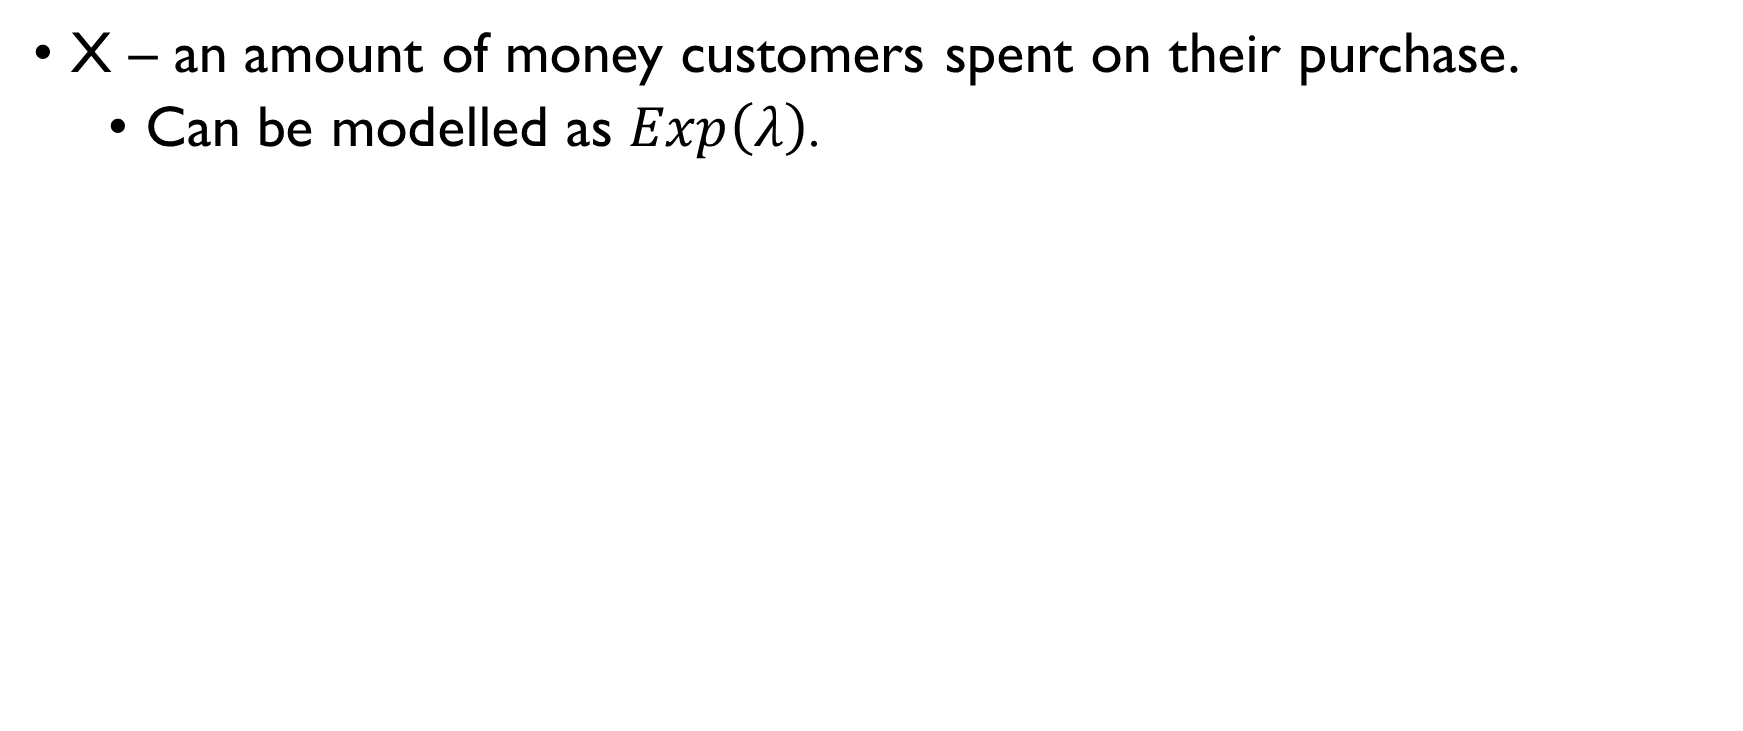 • X – an amount of money customers spent on their purchase.
• Can be modelled as 𝐸𝑥𝑝(𝜆).